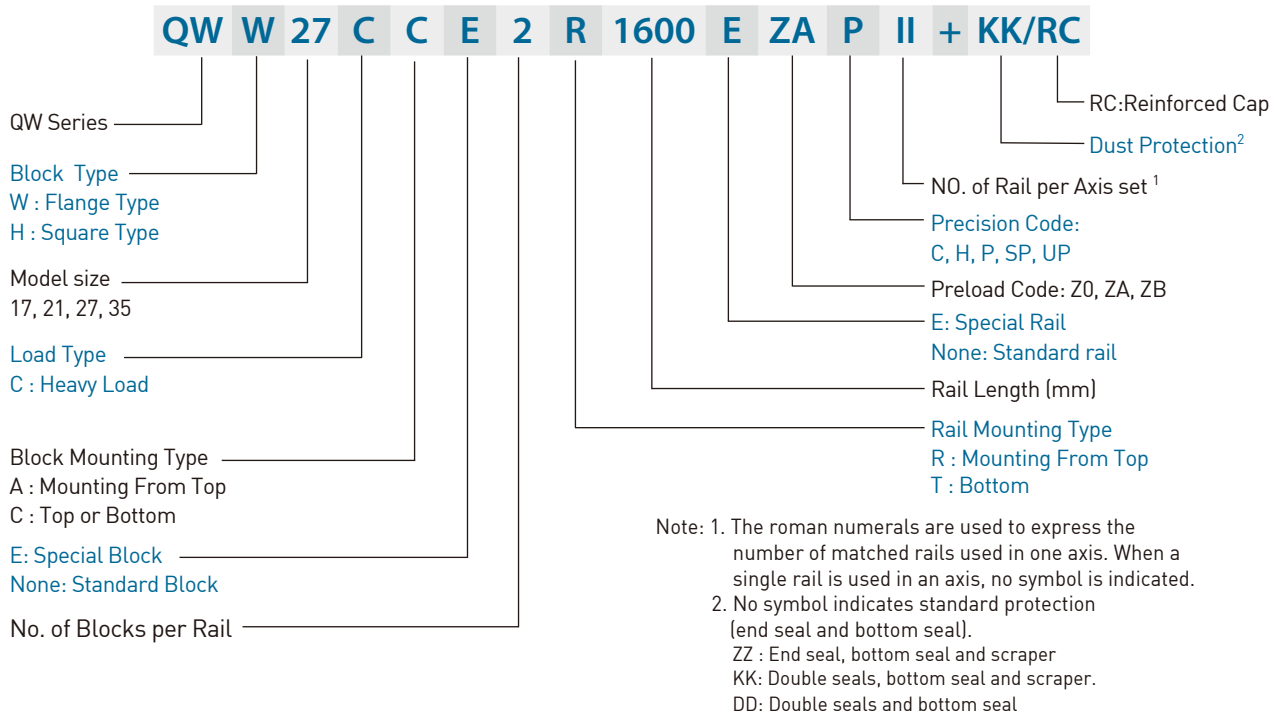 QW W 27 C C E 2 R 1600 E ZA P II + KK/RC
QW Series
Block Type
W : Flange Type
H : Square Type
Model size
17, 21, 27, 35
Load Type
C : Heavy Load
Block Mounting Type
A : Mounting From Top
C : Top or Bottom
E: Special Block
None: Standard Block
No. of Blocks per Rail
RC:Reinforced Cap
Dust Protection2
NO. of Rail per Axis set 1
Precision Code:
C, H, P, SP, UP
Preload Code: Z0, ZA, ZB
E: Special Rail
None: Standard rail
Rail Length (mm)
Rail Mounting Type
R : Mounting From Top
T : Bottom
Note: 1. The roman numerals are used to express the
number of matched rails used in one axis. When a
single rail is used in an axis, no symbol is indicated.
2. No symbol indicates standard protection
(end seal and bottom seal).
ZZ : End seal, bottom seal and scraper
KK: Double seals, bottom seal and scraper.
DD: Double seals and bottom seal